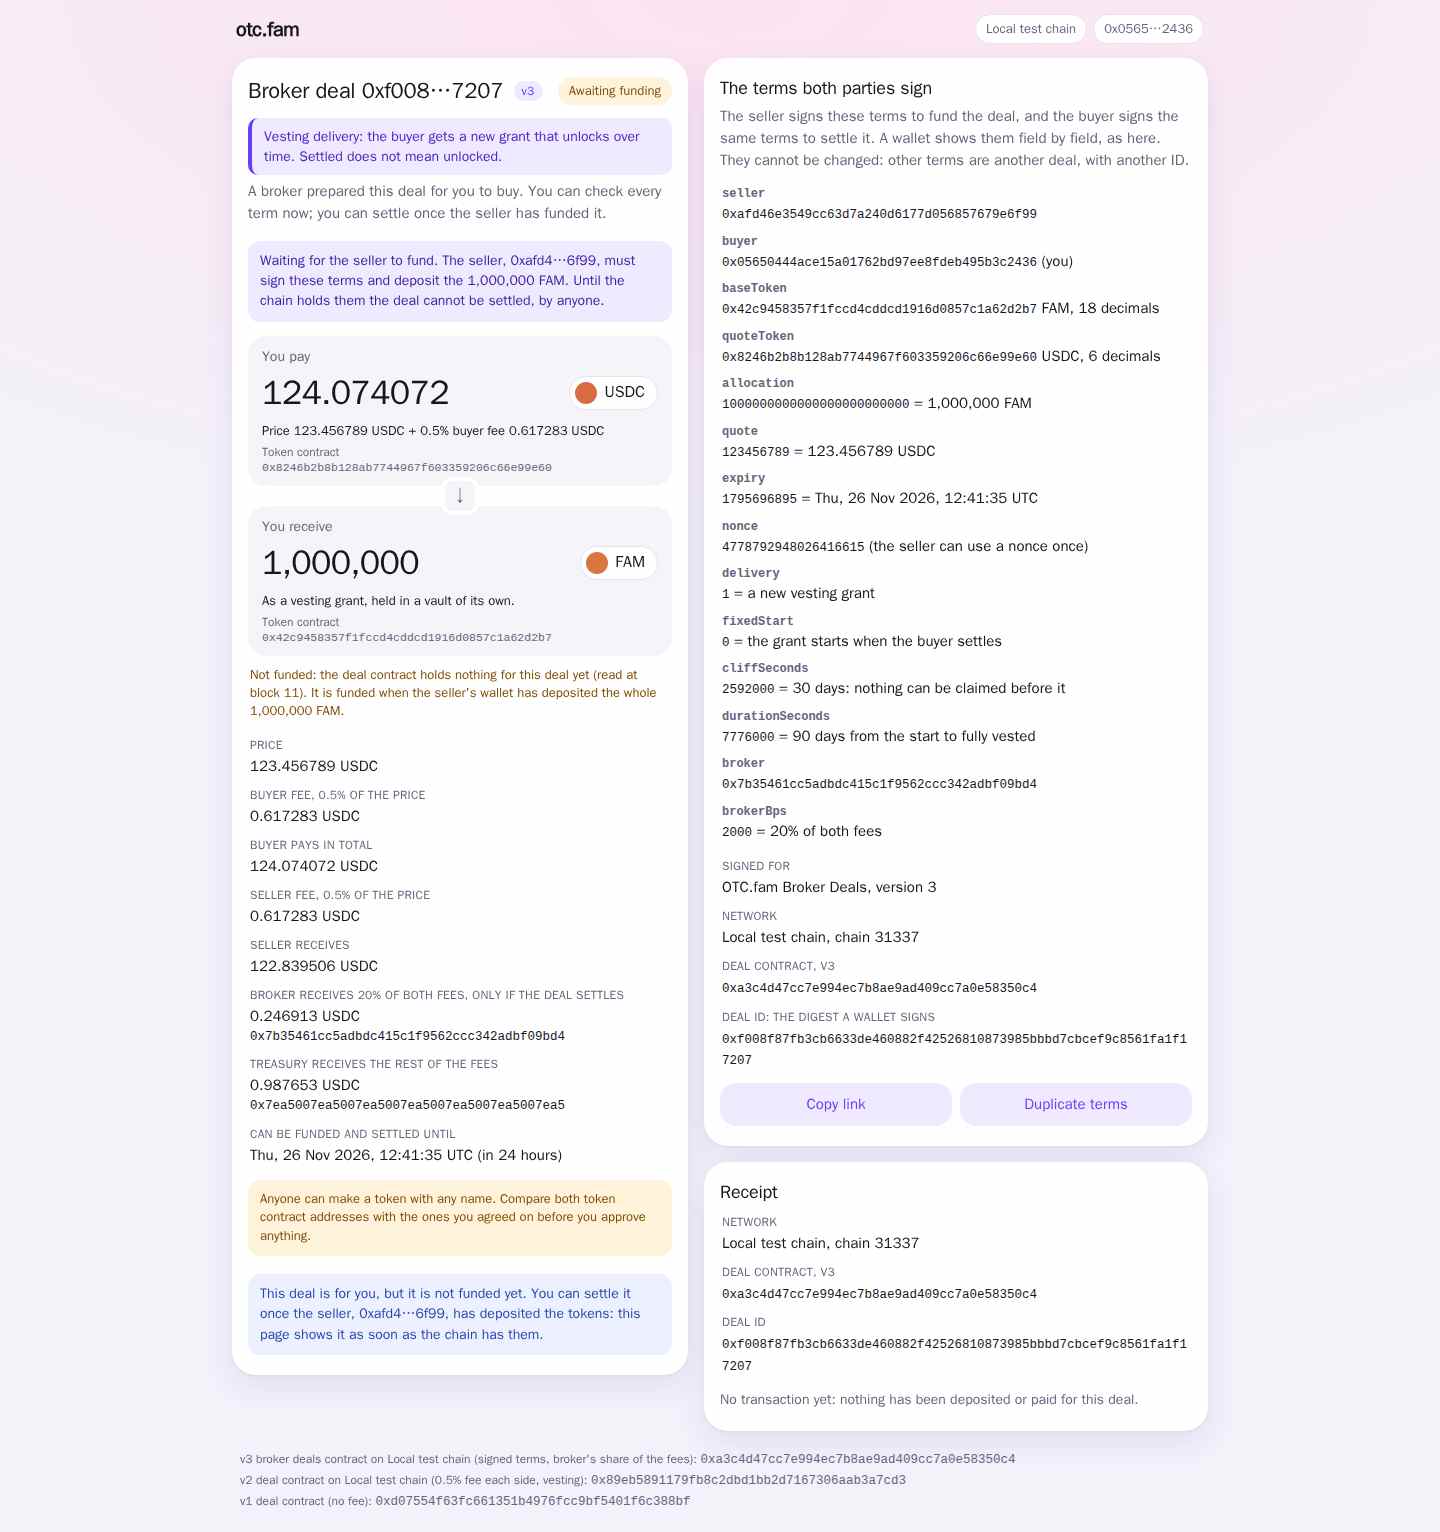 otc.fam
Local test chain
0x0565···2436
Broker deal 0xf008···7207
v3
Awaiting funding
Vesting delivery: the buyer gets a new grant that unlocks over
time. Settled does not mean unlocked.
A broker prepared this deal for you to buy. You can check every
term now; you can settle once the seller has funded it.
Waiting for the seller to fund. The seller, 0xafd4···6f99, must
sign these terms and deposit the 1,000,000 FAM. Until the
chain holds them the deal cannot be settled, by anyone.
You pay
124.074072
USDC
Price 123.456789 USDC + 0.5% buyer fee 0.617283 USDC
Token contract
0x8246b2b8b128ab7744967f603359206c66e99e60
↓
You receive
1,000,000
FAM
As a vesting grant, held in a vault of its own.
Token contract
0x42c9458357f1fccd4cddcd1916d0857c1a62d2b7
Not funded: the deal contract holds nothing for this deal yet (read at
block 11). It is funded when the seller's wallet has deposited the whole
1,000,000 FAM.
PRICE
123.456789 USDC
BUYER FEE, 0.5% OF THE PRICE
0.617283 USDC
BUYER PAYS IN TOTAL
124.074072 USDC
SELLER FEE, 0.5% OF THE PRICE
0.617283 USDC
SELLER RECEIVES
122.839506 USDC
BROKER RECEIVES 20% OF BOTH FEES, ONLY IF THE DEAL SETTLES
0.246913 USDC
0x7b35461cc5adbdc415c1f9562ccc342adbf09bd4
TREASURY RECEIVES THE REST OF THE FEES
0.987653 USDC
0x7ea5007ea5007ea5007ea5007ea5007ea5007ea5
CAN BE FUNDED AND SETTLED UNTIL
Thu, 26 Nov 2026, 12:41:35 UTC (in 24 hours)
Anyone can make a token with any name. Compare both token
contract addresses with the ones you agreed on before you approve
anything.
This deal is for you, but it is not funded yet. You can settle it
once the seller, 0xafd4···6f99, has deposited the tokens: this
page shows it as soon as the chain has them.
The terms both parties sign
The seller signs these terms to fund the deal, and the buyer signs the
same terms to settle it. A wallet shows them field by field, as here.
They cannot be changed: other terms are another deal, with another ID.
seller
0xafd46e3549cc63d7a240d6177d056857679e6f99
buyer
0x05650444ace15a01762bd97ee8fdeb495b3c2436 (you)
baseToken
0x42c9458357f1fccd4cddcd1916d0857c1a62d2b7 FAM, 18 decimals
quoteToken
0x8246b2b8b128ab7744967f603359206c66e99e60 USDC, 6 decimals
allocation
1000000000000000000000000 = 1,000,000 FAM
quote
123456789 = 123.456789 USDC
expiry
1795696895 = Thu, 26 Nov 2026, 12:41:35 UTC
nonce
4778792948026416615 (the seller can use a nonce once)
delivery
1 = a new vesting grant
fixedStart
0 = the grant starts when the buyer settles
cliffSeconds
2592000 = 30 days: nothing can be claimed before it
durationSeconds
7776000 = 90 days from the start to fully vested
broker
0x7b35461cc5adbdc415c1f9562ccc342adbf09bd4
brokerBps
2000 = 20% of both fees
SIGNED FOR
OTC.fam Broker Deals, version 3
NETWORK
Local test chain, chain 31337
DEAL CONTRACT, V3
0xa3c4d47cc7e994ec7b8ae9ad409cc7a0e58350c4
DEAL ID: THE DIGEST A WALLET SIGNS
0xf008f87fb3cb6633de460882f42526810873985bbbd7cbcef9c8561fa1f1
7207
Copy link
Duplicate terms
Receipt
NETWORK
Local test chain, chain 31337
DEAL CONTRACT, V3
0xa3c4d47cc7e994ec7b8ae9ad409cc7a0e58350c4
DEAL ID
0xf008f87fb3cb6633de460882f42526810873985bbbd7cbcef9c8561fa1f1
7207
No transaction yet: nothing has been deposited or paid for this deal.
v3 broker deals contract on Local test chain (signed terms, broker's share of the fees): 0xa3c4d47cc7e994ec7b8ae9ad409cc7a0e58350c4
v2 deal contract on Local test chain (0.5% fee each side, vesting): 0x89eb5891179fb8c2dbd1bb2d7167306aab3a7cd3
v1 deal contract (no fee): 0xd07554f63fc661351b4976fcc9bf5401f6c388bf